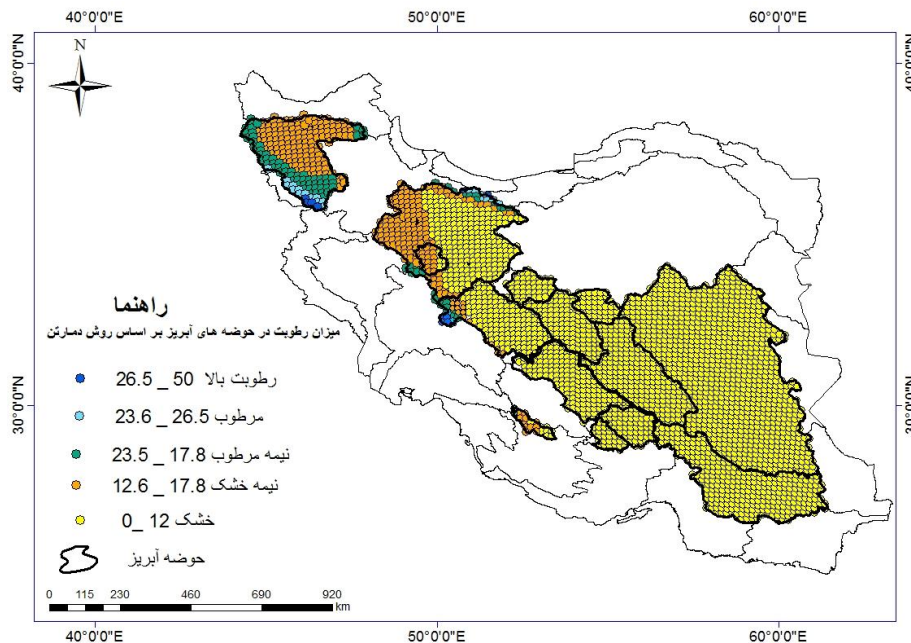 40°0'0"E 50°0'0"E 60°0'0"E
40°0'0"N 40°0'0"N
N
30°0'0"N 30°0'0"N
راهنما
میزان رطوبت در حوضه های آبریز بر اساس روش دمارتن
رطوبت بالا 50 _ 26.5
مرطوب 26.5 _ 23.6
نیمه مرطوب 17.8 _ 23.5
نیمه خشک 17.8 _ 12.6
خشک 12 _0
حوضه آبریز
0 115 230 460 690 920
km
40°0'0"E 50°0'0"E 60°0'0"E